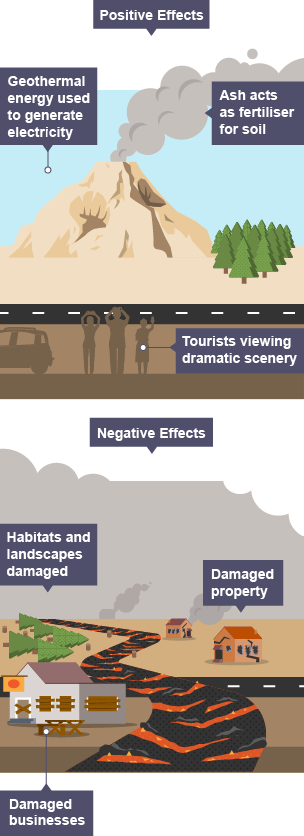 Positive Effects
Geothermal
energy used
to generate
electricity
Ash acts
as fertiliser
for soil
Tourists viewing
dramatic scenery
Negative Effects
Habitats and
landscapes
damaged
Damaged
property
Damaged
businesses